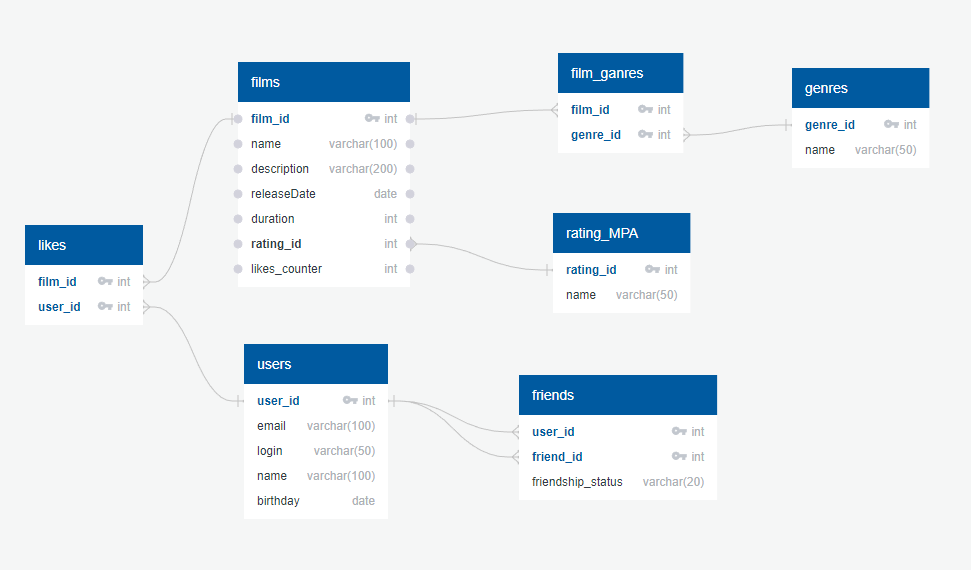 films
film_id int
name varchar(100)
description varchar(200)
releaseDate date
duration int
rating_id int
likes_counter int
film_ganres
film_id int
genre_id int
genres
genre_id int
name varchar(50)
likes
film_id int
user_id int
rating_MPA
rating_id int
name varchar(50)
users
user_id int
email varchar(100)
login varchar(50)
name varchar(100)
birthday date
friends
user_id int
friend_id int
friendship_status varchar(20)